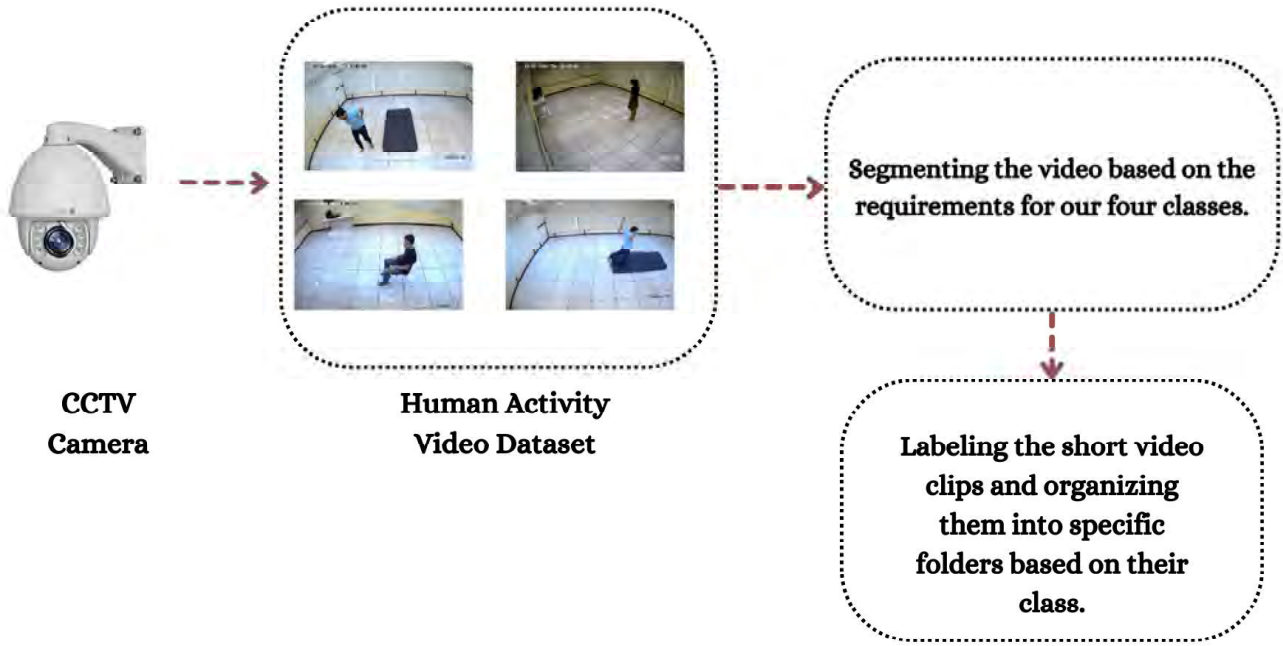 CCTV
Camera
Human Activity
Video Dataset
Segmenting the video based on the
requirements for our four classes.
Labeling the short video
clips and organizing
them into specific
folders based on their
class.